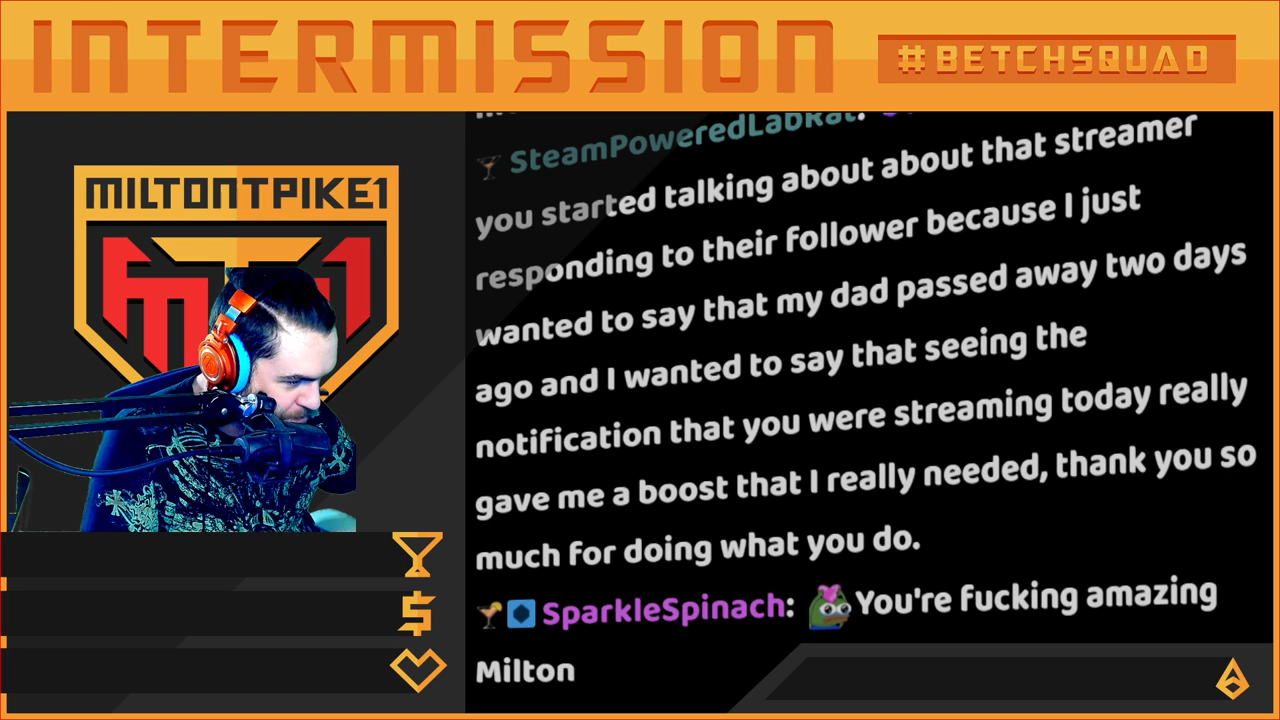 INTERMISSION
#BETCHSQUAD
MILTONTPIKE1
SteamPoweredLabRat:
you started talking about about that streamer
responding to their follower because I just
wanted to say that my dad passed away two days
ago and I wanted to say that seeing the
notification that you were streaming today really
gave me a boost that I really needed, thank you so
much for doing what you do.
SparkleSpinach: You're fucking amazing
Milton